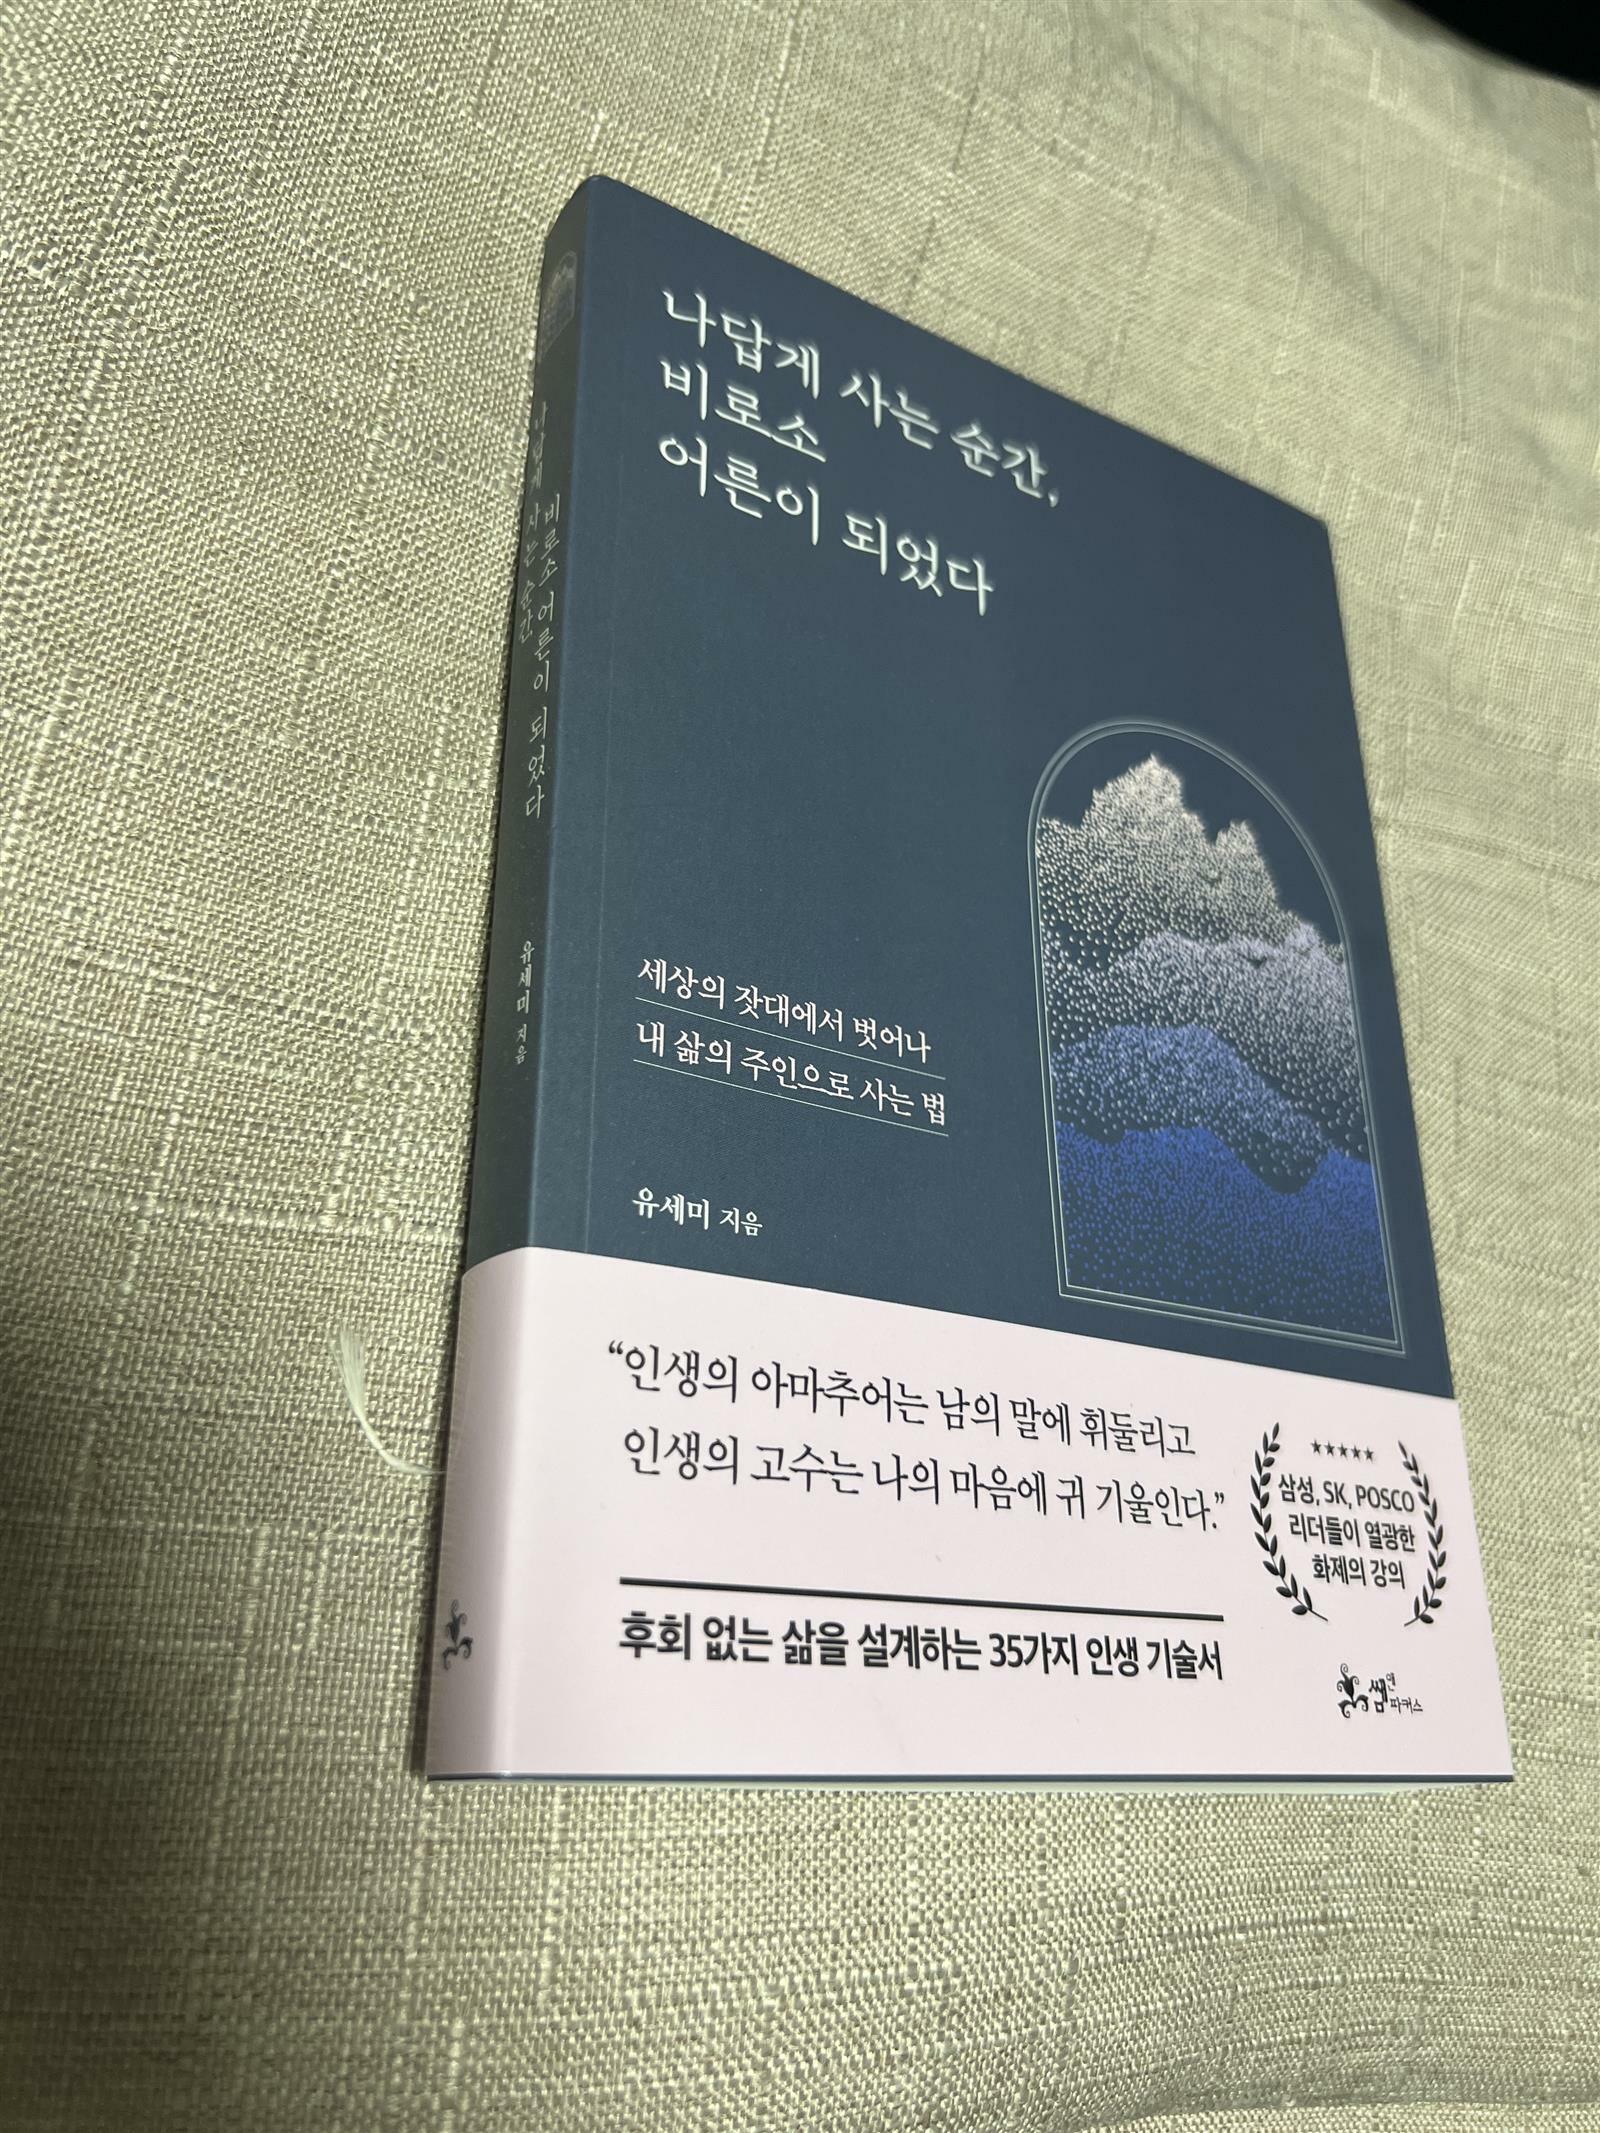 나답게 사는 순간,
비로소
어른이 되었다
세상의 잣대에서 벗어나
내 삶의 주인으로 사는 법
유세미 지음
“인생의 아마추어는 남의 말에 휘둘리고
인생의 고수는 나의 마음에 귀 기울인다.”
★★★★★
삼성, SK, POSCO
리더들이 열광한
화제의 강의
후회 없는 삶을 설계하는 35가지 인생 기술서
쌤앤파커스
나답게 사는 순간,
비로소 어른이 되었다
유세미 지음